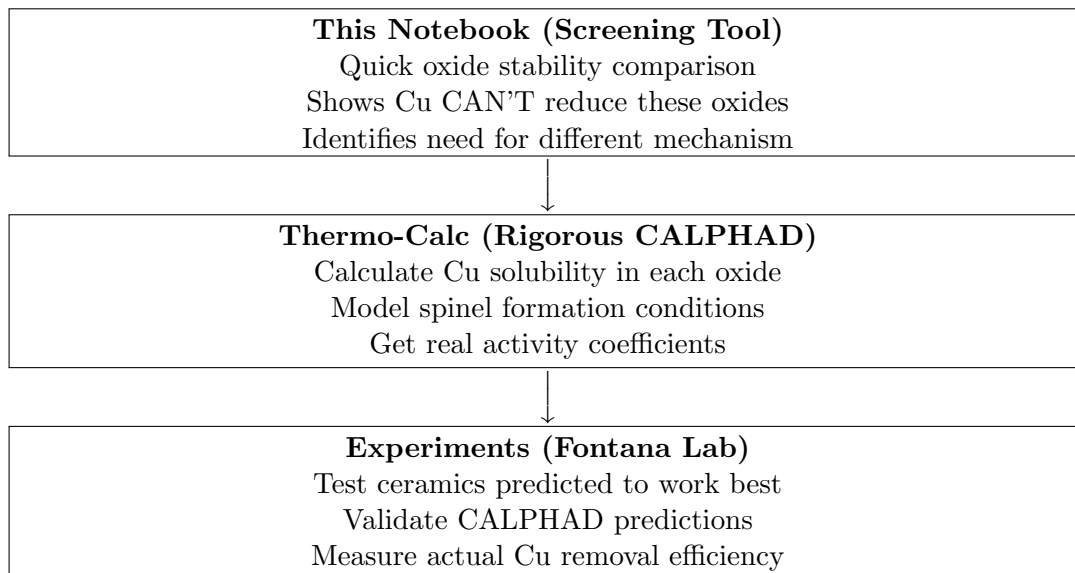 This Notebook (Screening Tool)
Quick oxide stability comparison
Shows Cu CAN'T reduce these oxides
Identifies need for different mechanism
Thermo-Calc (Rigorous CALPHAD)
Calculate Cu solubility in each oxide
Model spinel formation conditions
Get real activity coefficients
Experiments (Fontana Lab)
Test ceramics predicted to work best
Validate CALPHAD predictions
Measure actual Cu removal efficiency